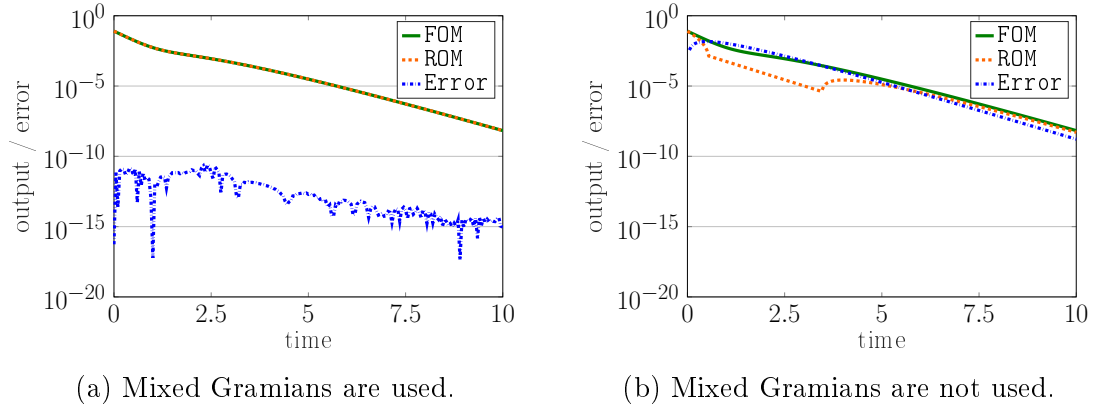 10^0
10^-5
10^-10
10^-15
10^-20
output / error
0
2.5
5
7.5
10
time
FOM
ROM
Error
(a) Mixed Gramians are used.
10^0
10^-5
10^-10
10^-15
10^-20
output / error
0
2.5
5
7.5
10
time
FOM
ROM
Error
(b) Mixed Gramians are not used.